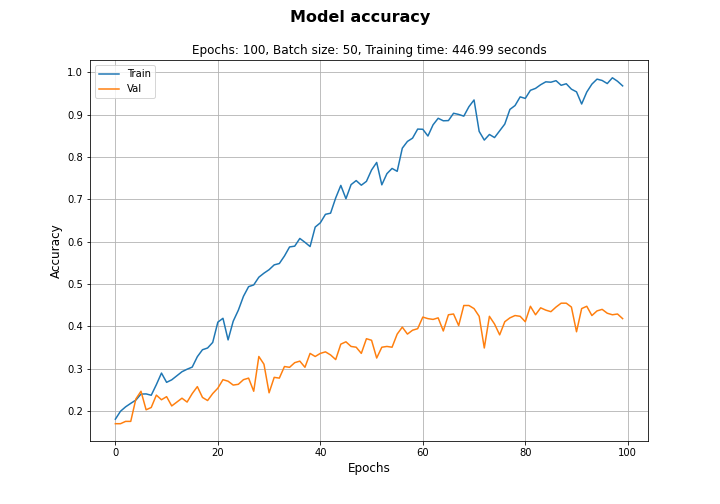 Model accuracy
Epochs: 100, Batch size: 50, Training time: 446.99 seconds
Train
Val
1.0
0.9
0.8
0.7
0.6
0.5
0.4
0.3
0.2
Accuracy
0 20 40 60 80 100
Epochs